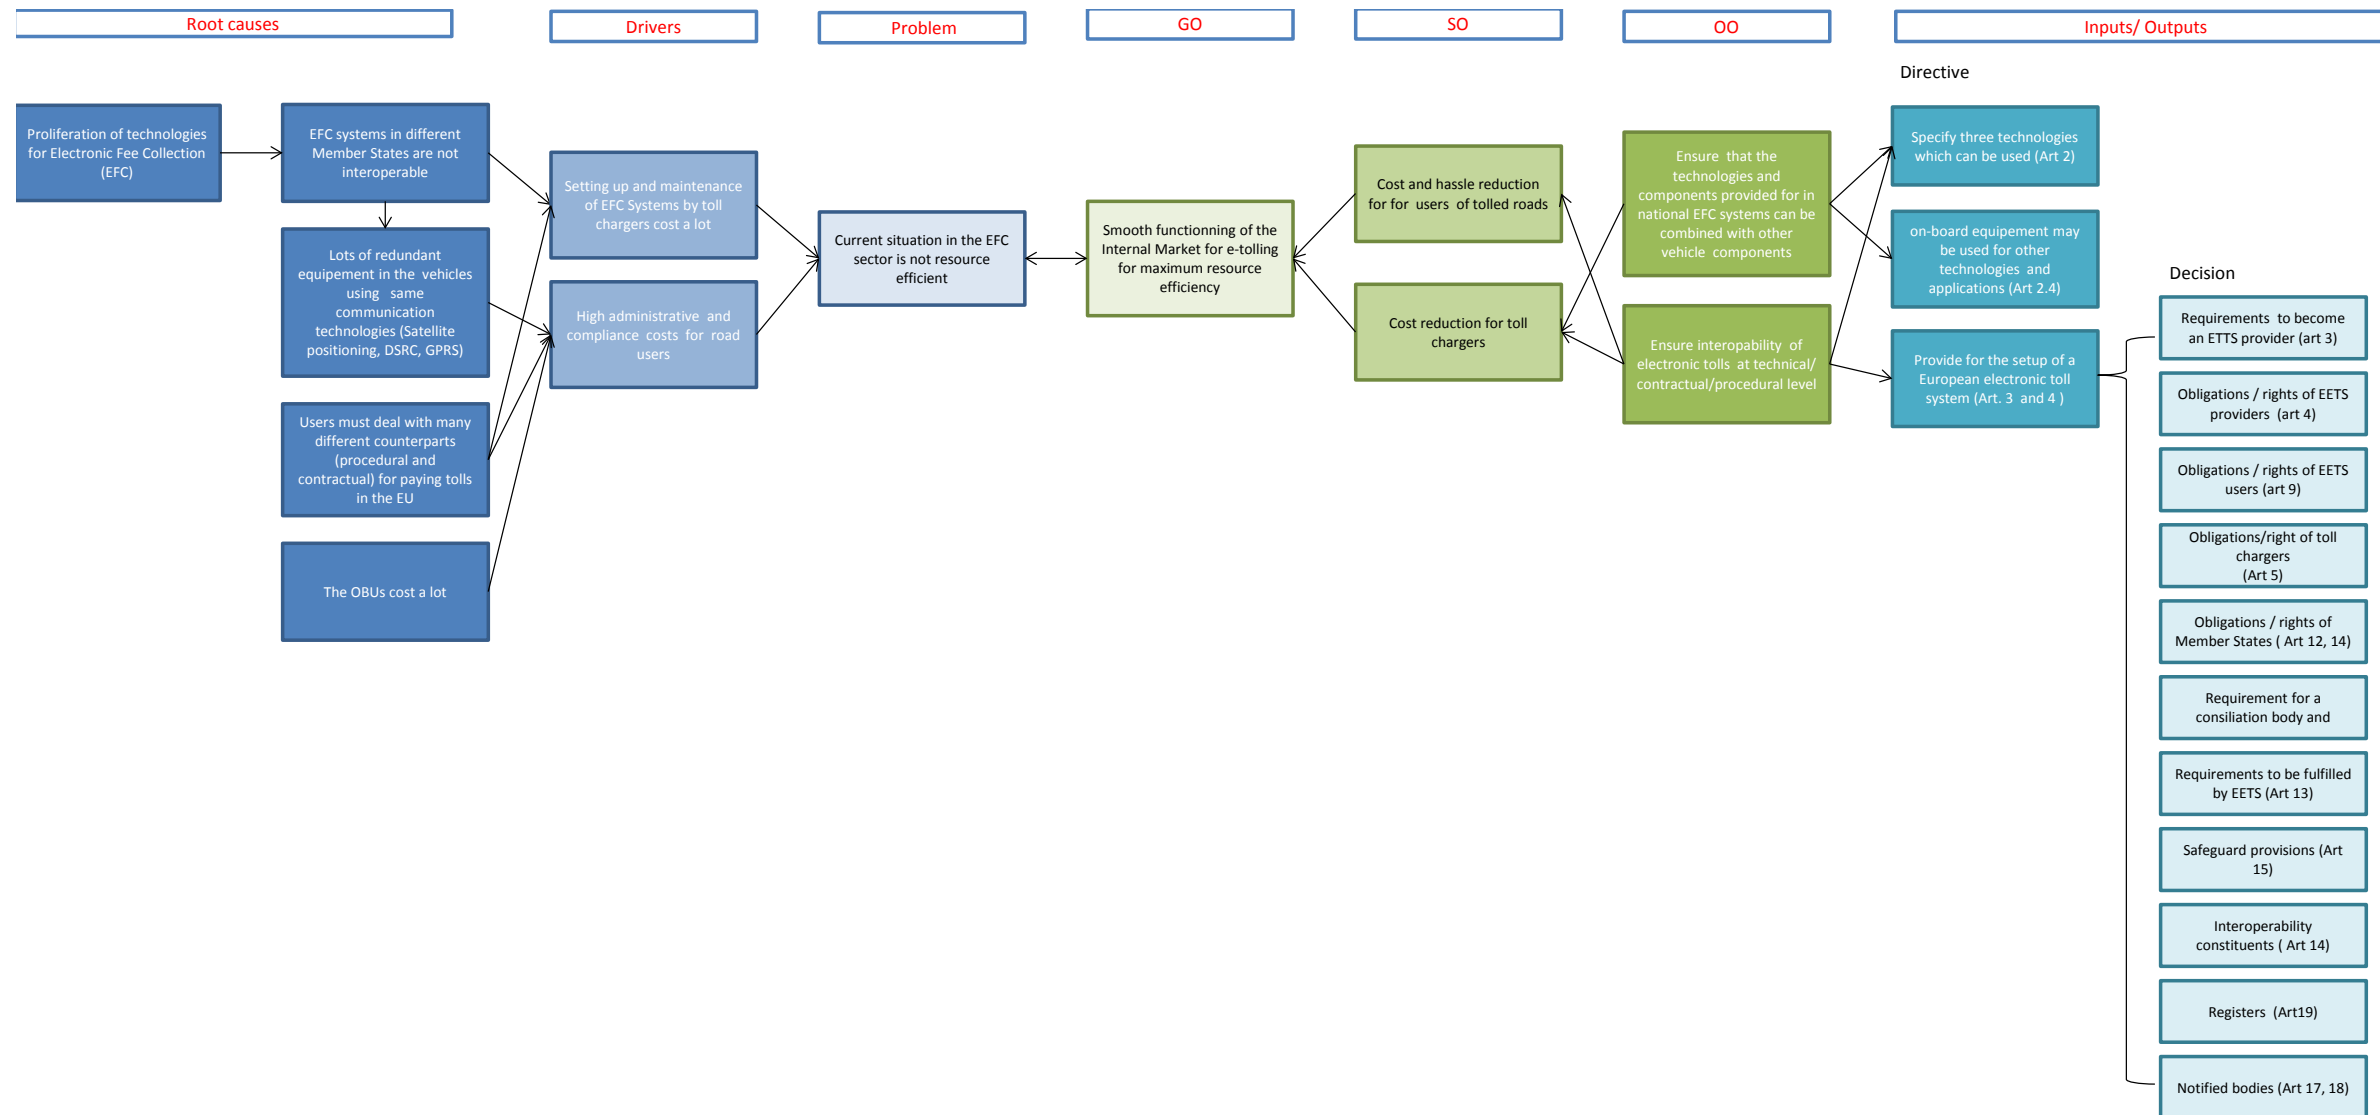 Root causes
Drivers
Problem
GO
SO
OO
Inputs/ Outputs
Directive
Proliferation of technologies
for Electronic Fee Collection
(EFC)
EFC systems in different
Member States are not
interoperable
Lots of redundant
equipement in the vehicles
using same
communication
technologies (Satellite
positioning, DSRC, GPRS)
Users must deal with many
different counterparts
(procedural and
contractual) for paying tolls
in the EU
The OBUs cost a lot
Setting up and maintenance
of EFC Systems by toll
chargers cost a lot
High administrative and
compliance costs for road
users
Current situation in the EFC
sector is not resource
efficient
Smooth functionning of the
Internal Market for e-tolling
for maximum resource
efficiency
Cost and hassle reduction
for for users of tolled roads
Cost reduction for toll
chargers
Ensure that the
technologies and
components provided for in
national EFC systems can be
combined with other
vehicle components
Ensure interopability of
electronic tolls at technical/
contractual/procedural level
Specify three technologies
which can be used (Art 2)
on-board equipement may
be used for other
technologies and
applications (Art 2.4)
Provide for the setup of a
European electronic toll
system (Art. 3 and 4 )
Decision
Requirements to become
an ETTS provider (art 3)
Obligations / rights of EETS
providers (art 4)
Obligations / rights of EETS
users (art 9)
Obligations/right of toll
chargers
(Art 5)
Obligations / rights of
Member States ( Art 12, 14)
Requirement for a
consiliation body and
Requirements to be fulfilled
by EETS (Art 13)
Safeguard provisions (Art
15)
Interoperability
constituents ( Art 14)
Registers (Art19)
Notified bodies (Art 17, 18)